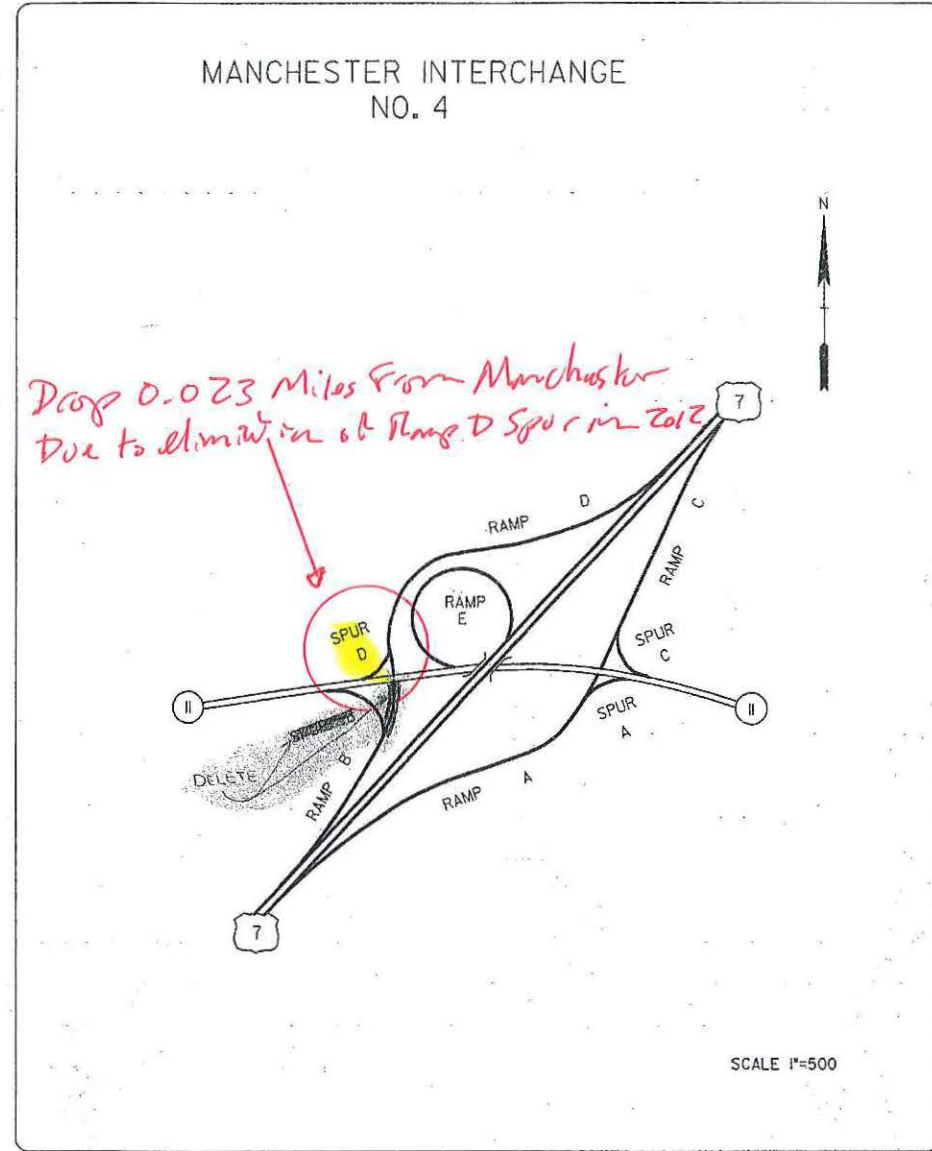 MANCHESTER INTERCHANGE
NO. 4
N
Drop 0.023 Miles From Manchester
Due to elimination of Ramp D Spur in 2012
7
RAMP D
RAMP C
RAMP
E
SPUR
D
SPUR
C
11
11
SPUR
A
DELETE
RAMP B
RAMP A
7
SCALE 1"=500